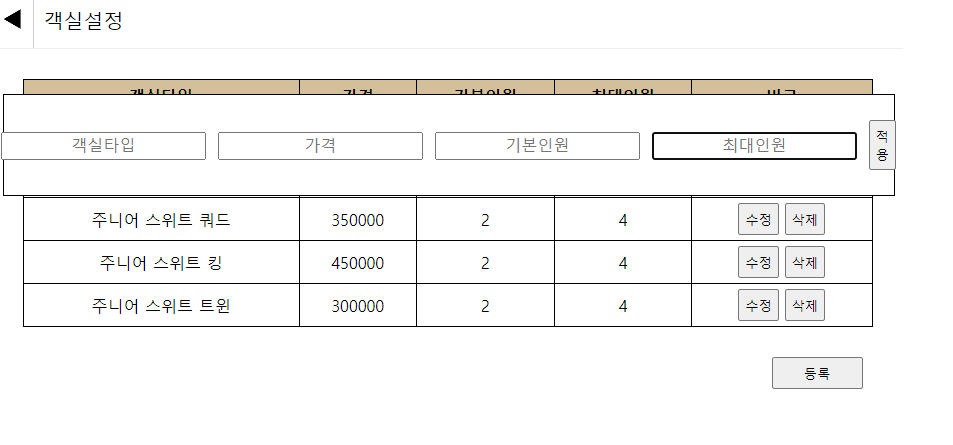 ◀ 객실설정
객실타입 가격 기본인원 최대인원 비고
객실타입 가격 기본인원 최대인원 적용
주니어 스위트 쿼드 350000 2 4 수정 삭제
주니어 스위트 킹 450000 2 4 수정 삭제
주니어 스위트 트윈 300000 2 4 수정 삭제
등록